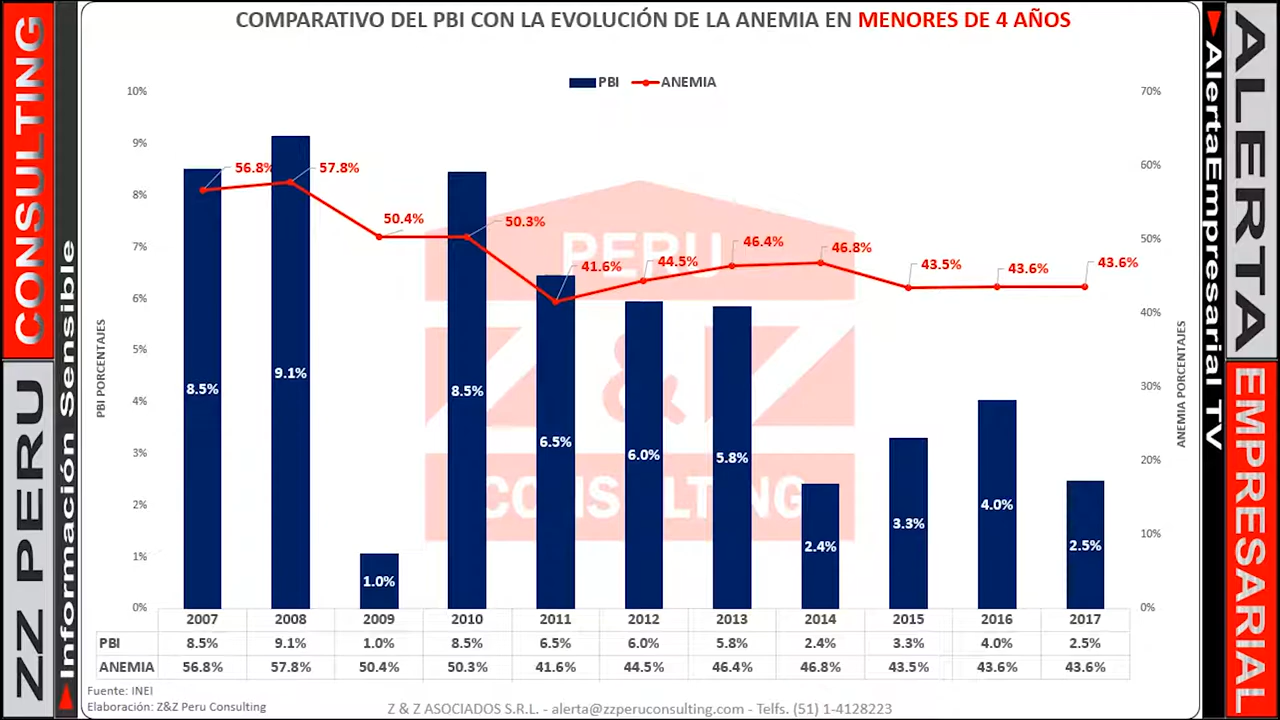 COMPARATIVO DEL PBI CON LA EVOLUCIÓN DE LA ANEMIA EN MENORES DE 4 AÑOS
PBI ANEMIA
10%
9%
8%
7%
6%
5%
4%
3%
2%
1%
0%
PBI PORCENTAJES
70%
60%
50%
40%
30%
20%
10%
0%
ANEMIA PORCENTAJES
56.8% 57.8% 50.4% 50.3% 41.6% 44.5% 46.4% 46.8% 43.5% 43.6% 43.6%
8.5% 9.1% 1.0% 8.5% 6.5% 6.0% 5.8% 2.4% 3.3% 4.0% 2.5%
PERU
Z & Z
CONSULTING
2007 2008 2009 2010 2011 2012 2013 2014 2015 2016 2017
PBI 8.5% 9.1% 1.0% 8.5% 6.5% 6.0% 5.8% 2.4% 3.3% 4.0% 2.5%
ANEMIA 56.8% 57.8% 50.4% 50.3% 41.6% 44.5% 46.4% 46.8% 43.5% 43.6% 43.6%
Fuente: INEI
Elaboración: Z&Z Peru Consulting
Z & Z ASOCIADOS S.R.L. - alerta@zzperuconsulting.com - Telfs. (51) 1-4128223
ZZ PERU CONSULTING
Información Sensible
AlertaEmpresarial TV
ALERTA EMPRESARIAL